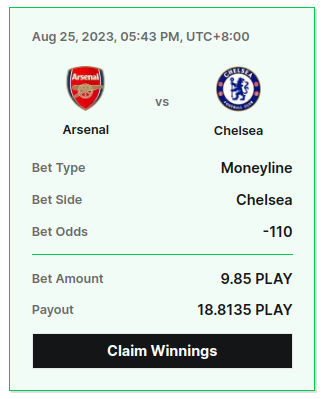 Aug 25, 2023, 05:43 PM, UTC+8:00
Arsenal
CHELSEA
FOOTBALL CLUB
vs
Arsenal
Chelsea
Bet Type Moneyline
Bet Side Chelsea
Bet Odds -110
Bet Amount 9.85 PLAY
Payout 18.8135 PLAY
Claim Winnings